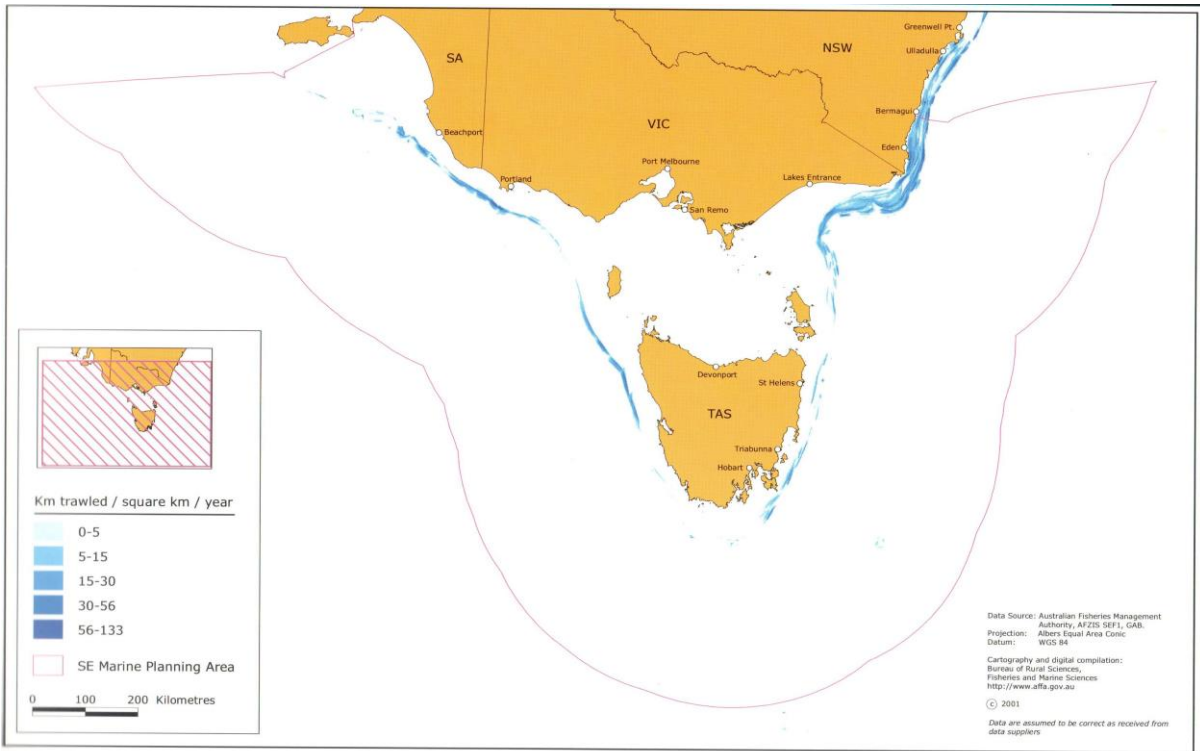 Greenwell Pt.
Ulladulla
NSW
SA
Bermagui
VIC
Beachport
Eden
Port Melbourne
Portland
Lakes Entrance
San Remo
Devonport
St Helens
TAS
Triabunna
Hobart
Km trawled / square km / year
0-5
5-15
15-30
30-56
56-133
SE Marine Planning Area
0 100 200 Kilometres
Data Source: Australian Fisheries Management
Authority, AFZIS SEF1, GAB.
Projection: Albers Equal Area Conic
Datum: WGS 84
Cartography and digital compilation:
Bureau of Rural Sciences,
Fisheries and Marine Sciences
http://www.affa.gov.au
© 2001
Data are assumed to be correct as received from
data suppliers